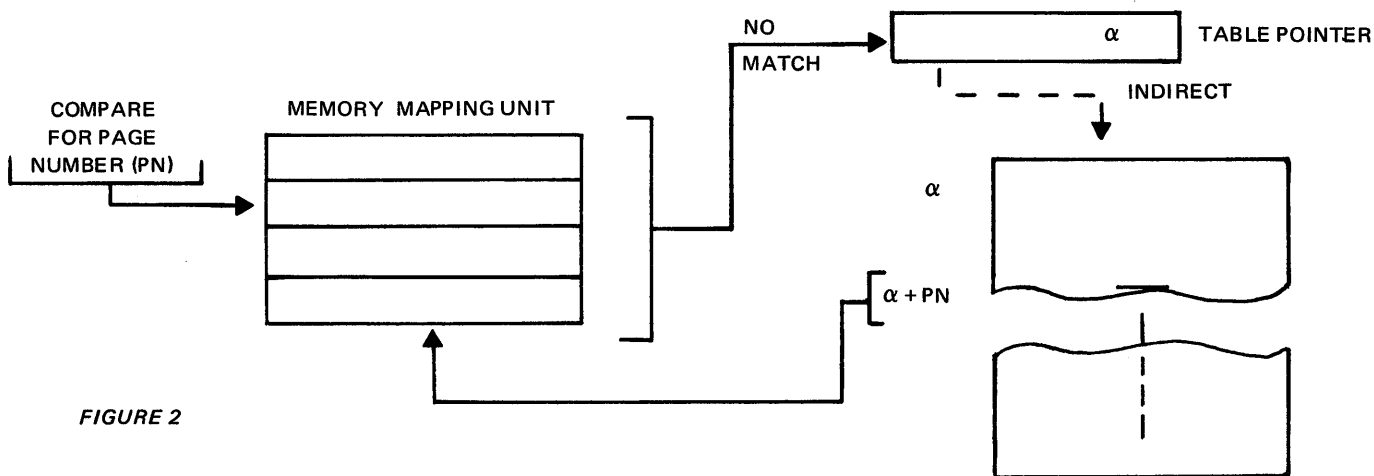 COMPARE
FOR PAGE
NUMBER (PN)
MEMORY MAPPING UNIT
NO
MATCH
α
TABLE POINTER
INDIRECT
α
α + PN
FIGURE 2